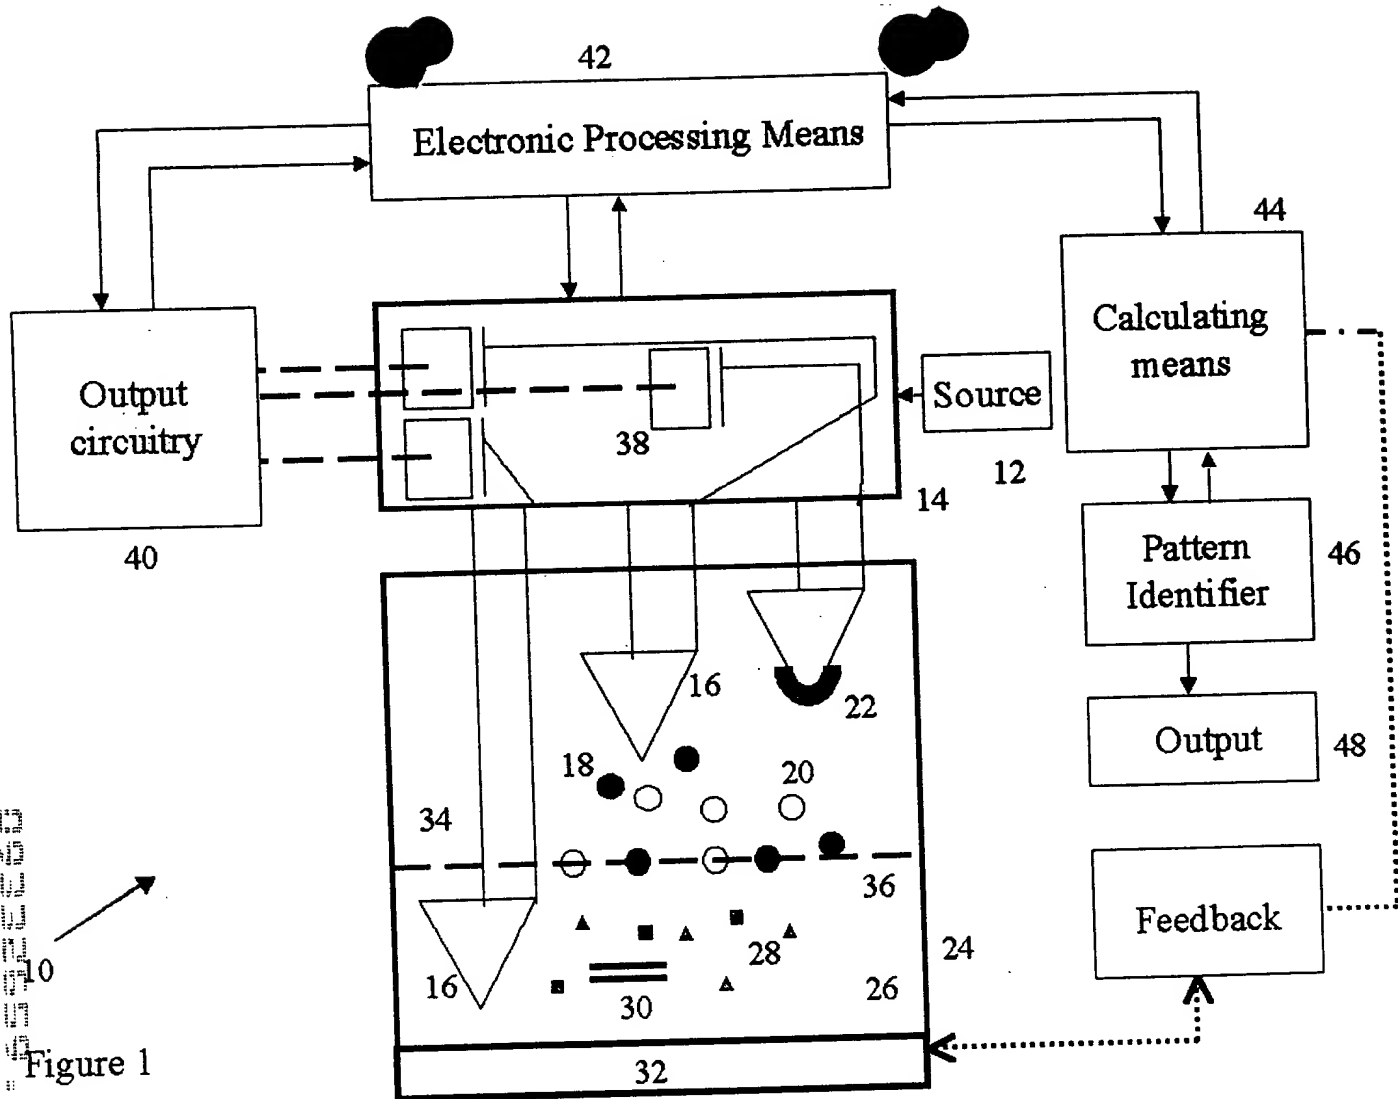 42
Electronic Processing Means
44
Calculating
means
Output
circuitry
38
Source
12
14
40
Pattern
Identifier
46
16
22
18
20
Output
48
34
36
Feedback
28
24
10
16
30
26
Figure 1
32